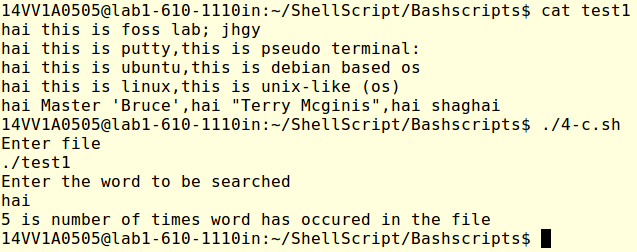 14VV1A0505@lab1-610-1110in:~/ShellScript/Bashscripts$ cat test1
hai this is foss lab; jhgy
hai this is putty,this is pseudo terminal:
hai this is ubuntu,this is debian based os
hai this is linux,this is unix-like (os)
hai Master 'Bruce',hai "Terry Mcginis",hai shaghai
14VV1A0505@lab1-610-1110in:~/ShellScript/Bashscripts$ ./4-c.sh
Enter file
./test1
Enter the word to be searched
hai
5 is number of times word has occured in the file
14VV1A0505@lab1-610-1110in:~/ShellScript/Bashscripts$